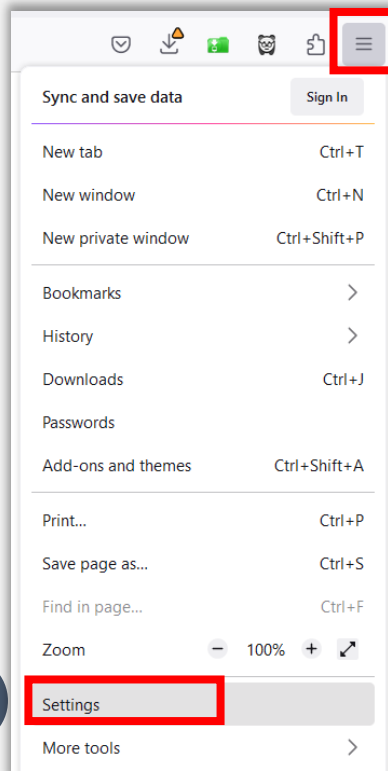 Sync and save data Sign In
New tab Ctrl+T
New window Ctrl+N
New private window Ctrl+Shift+P
Bookmarks
History
Downloads Ctrl+J
Passwords
Add-ons and themes Ctrl+Shift+A
Print... Ctrl+P
Save page as... Ctrl+S
Find in page... Ctrl+F
Zoom − 100% +
Settings
More tools